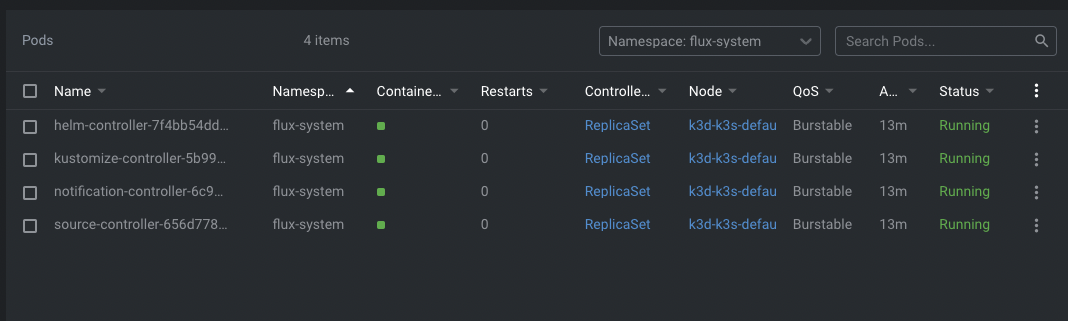 Pods 4 items Namespace: flux-system Search Pods...
Name Namesp... Containe... Restarts Controlle... Node QoS A... Status
helm-controller-7f4bb54dd... flux-system 0 ReplicaSet k3d-k3s-defau Burstable 13m Running
kustomize-controller-5b99... flux-system 0 ReplicaSet k3d-k3s-defau Burstable 13m Running
notification-controller-6c9... flux-system 0 ReplicaSet k3d-k3s-defau Burstable 13m Running
source-controller-656d778... flux-system 0 ReplicaSet k3d-k3s-defau Burstable 13m Running